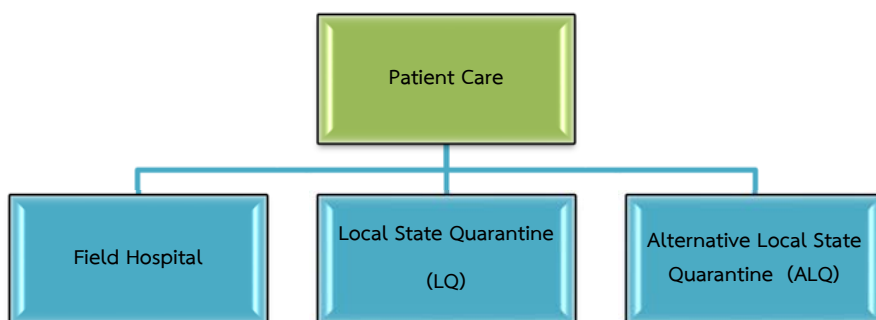 Patient Care
Field Hospital
Local State Quarantine
(LQ)
Alternative Local State
Quarantine (ALQ)